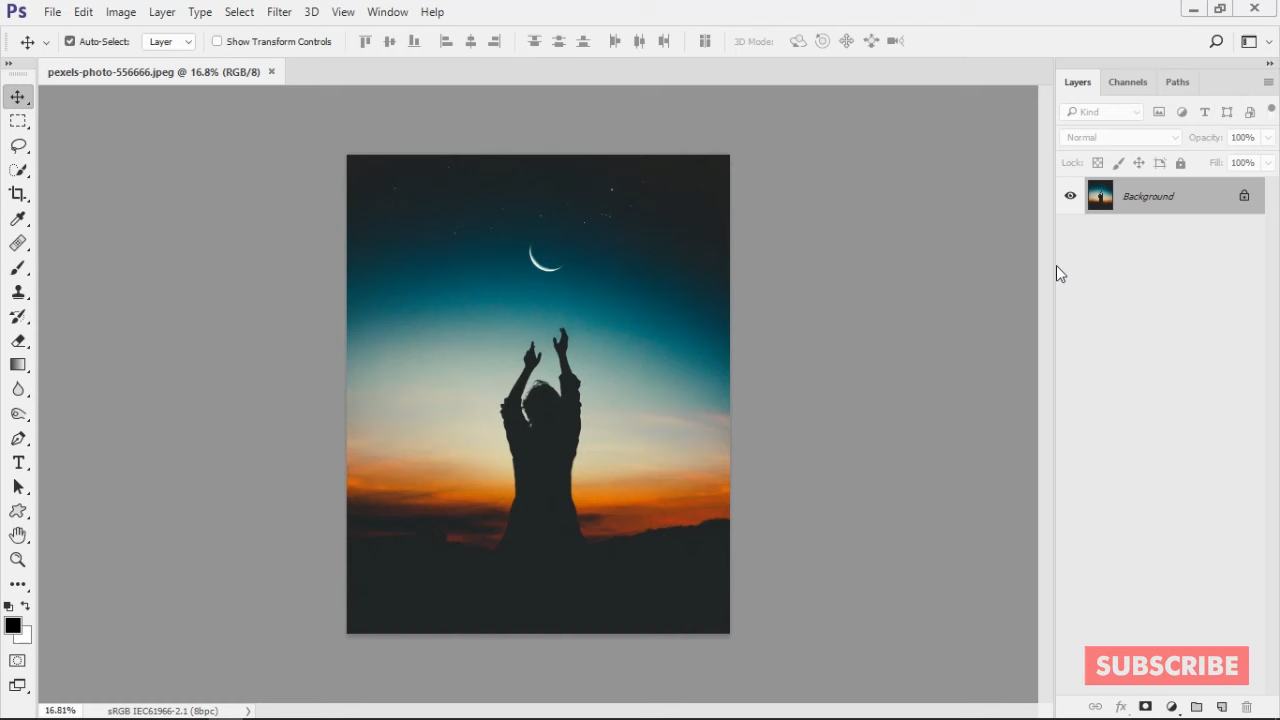 Ps File Edit Image Layer Type Select Filter 3D View Window Help
Auto-Select: Layer Show Transform Controls 3D Mode:
pexels-photo-556666.jpeg @ 16.8% (RGB/8) ×
Layers Channels Paths
Kind T
Normal Opacity: 100%
Lock: Fill: 100%
Background
T
SUBSCRIBE
16.81% sRGB IEC61966-2.1 (8bpc)
fx